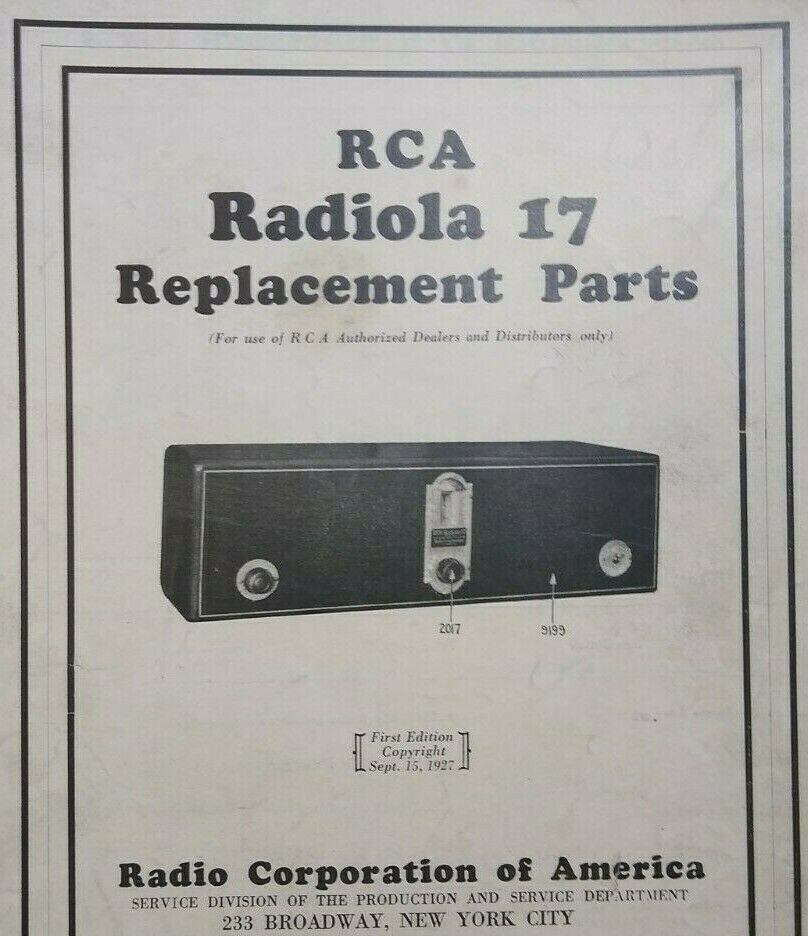 RCA
Radiola 17
Replacement Parts
(For use of R C A Authorized Dealers and Distributors only)
2017
9199
First Edition
Copyright
Sept. 15, 1927
Radio Corporation of America
SERVICE DIVISION OF THE PRODUCTION AND SERVICE DEPARTMENT
233 BROADWAY, NEW YORK CITY